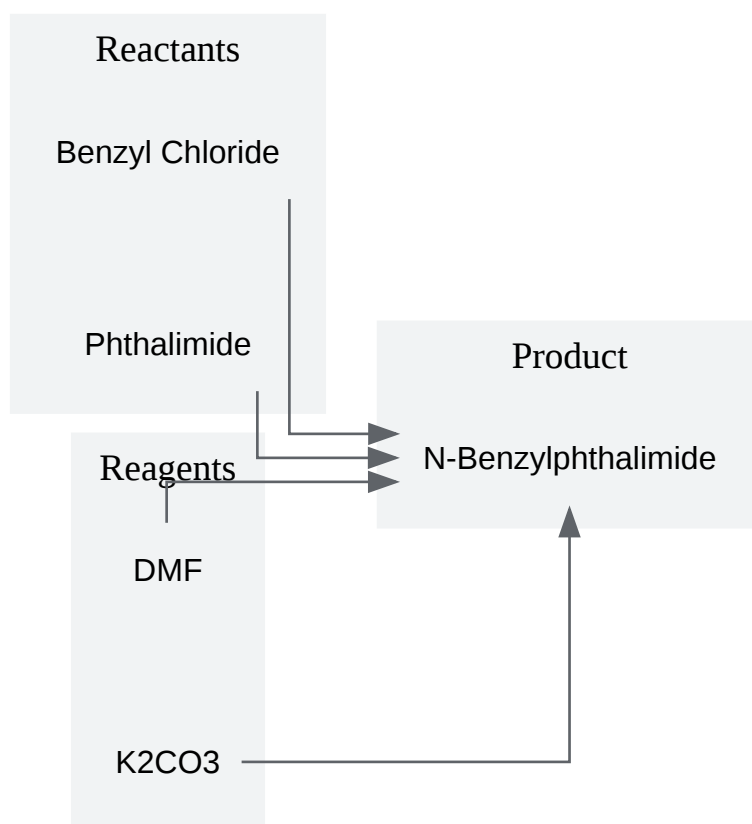 Reactants
Benzyl Chloride
Phthalimide
Product
N-Benzylphthalimide
Reagents
DMF
K2CO3